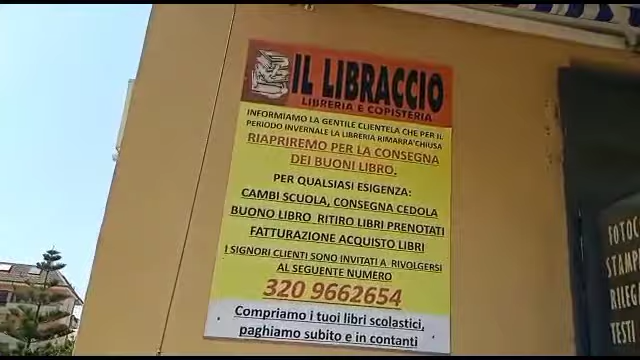 IL LIBRACCIO
LIBRERIA E COPISTERIA
INFORMIAMO LA GENTILE CLIENTELA CHE PER IL
PERIODO INVERNALE LA LIBRERIA RIMARRA'CHIUSA
RIAPRIREMO PER LA CONSEGNA
DEI BUONI LIBRO.
PER QUALSIASI ESIGENZA:
CAMBI SCUOLA, CONSEGNA CEDOLA
BUONO LIBRO RITIRO LIBRI PRENOTATI
FATTURAZIONE ACQUISTO LIBRI
I SIGNORI CLIENTI SONO INVITATI A RIVOLGERSI
AL SEGUENTE NUMERO
320 9662654
Compriamo i tuoi libri scolastici,
paghiamo subito e in contanti
FOTOC
STAMP
RILEG
TESTI